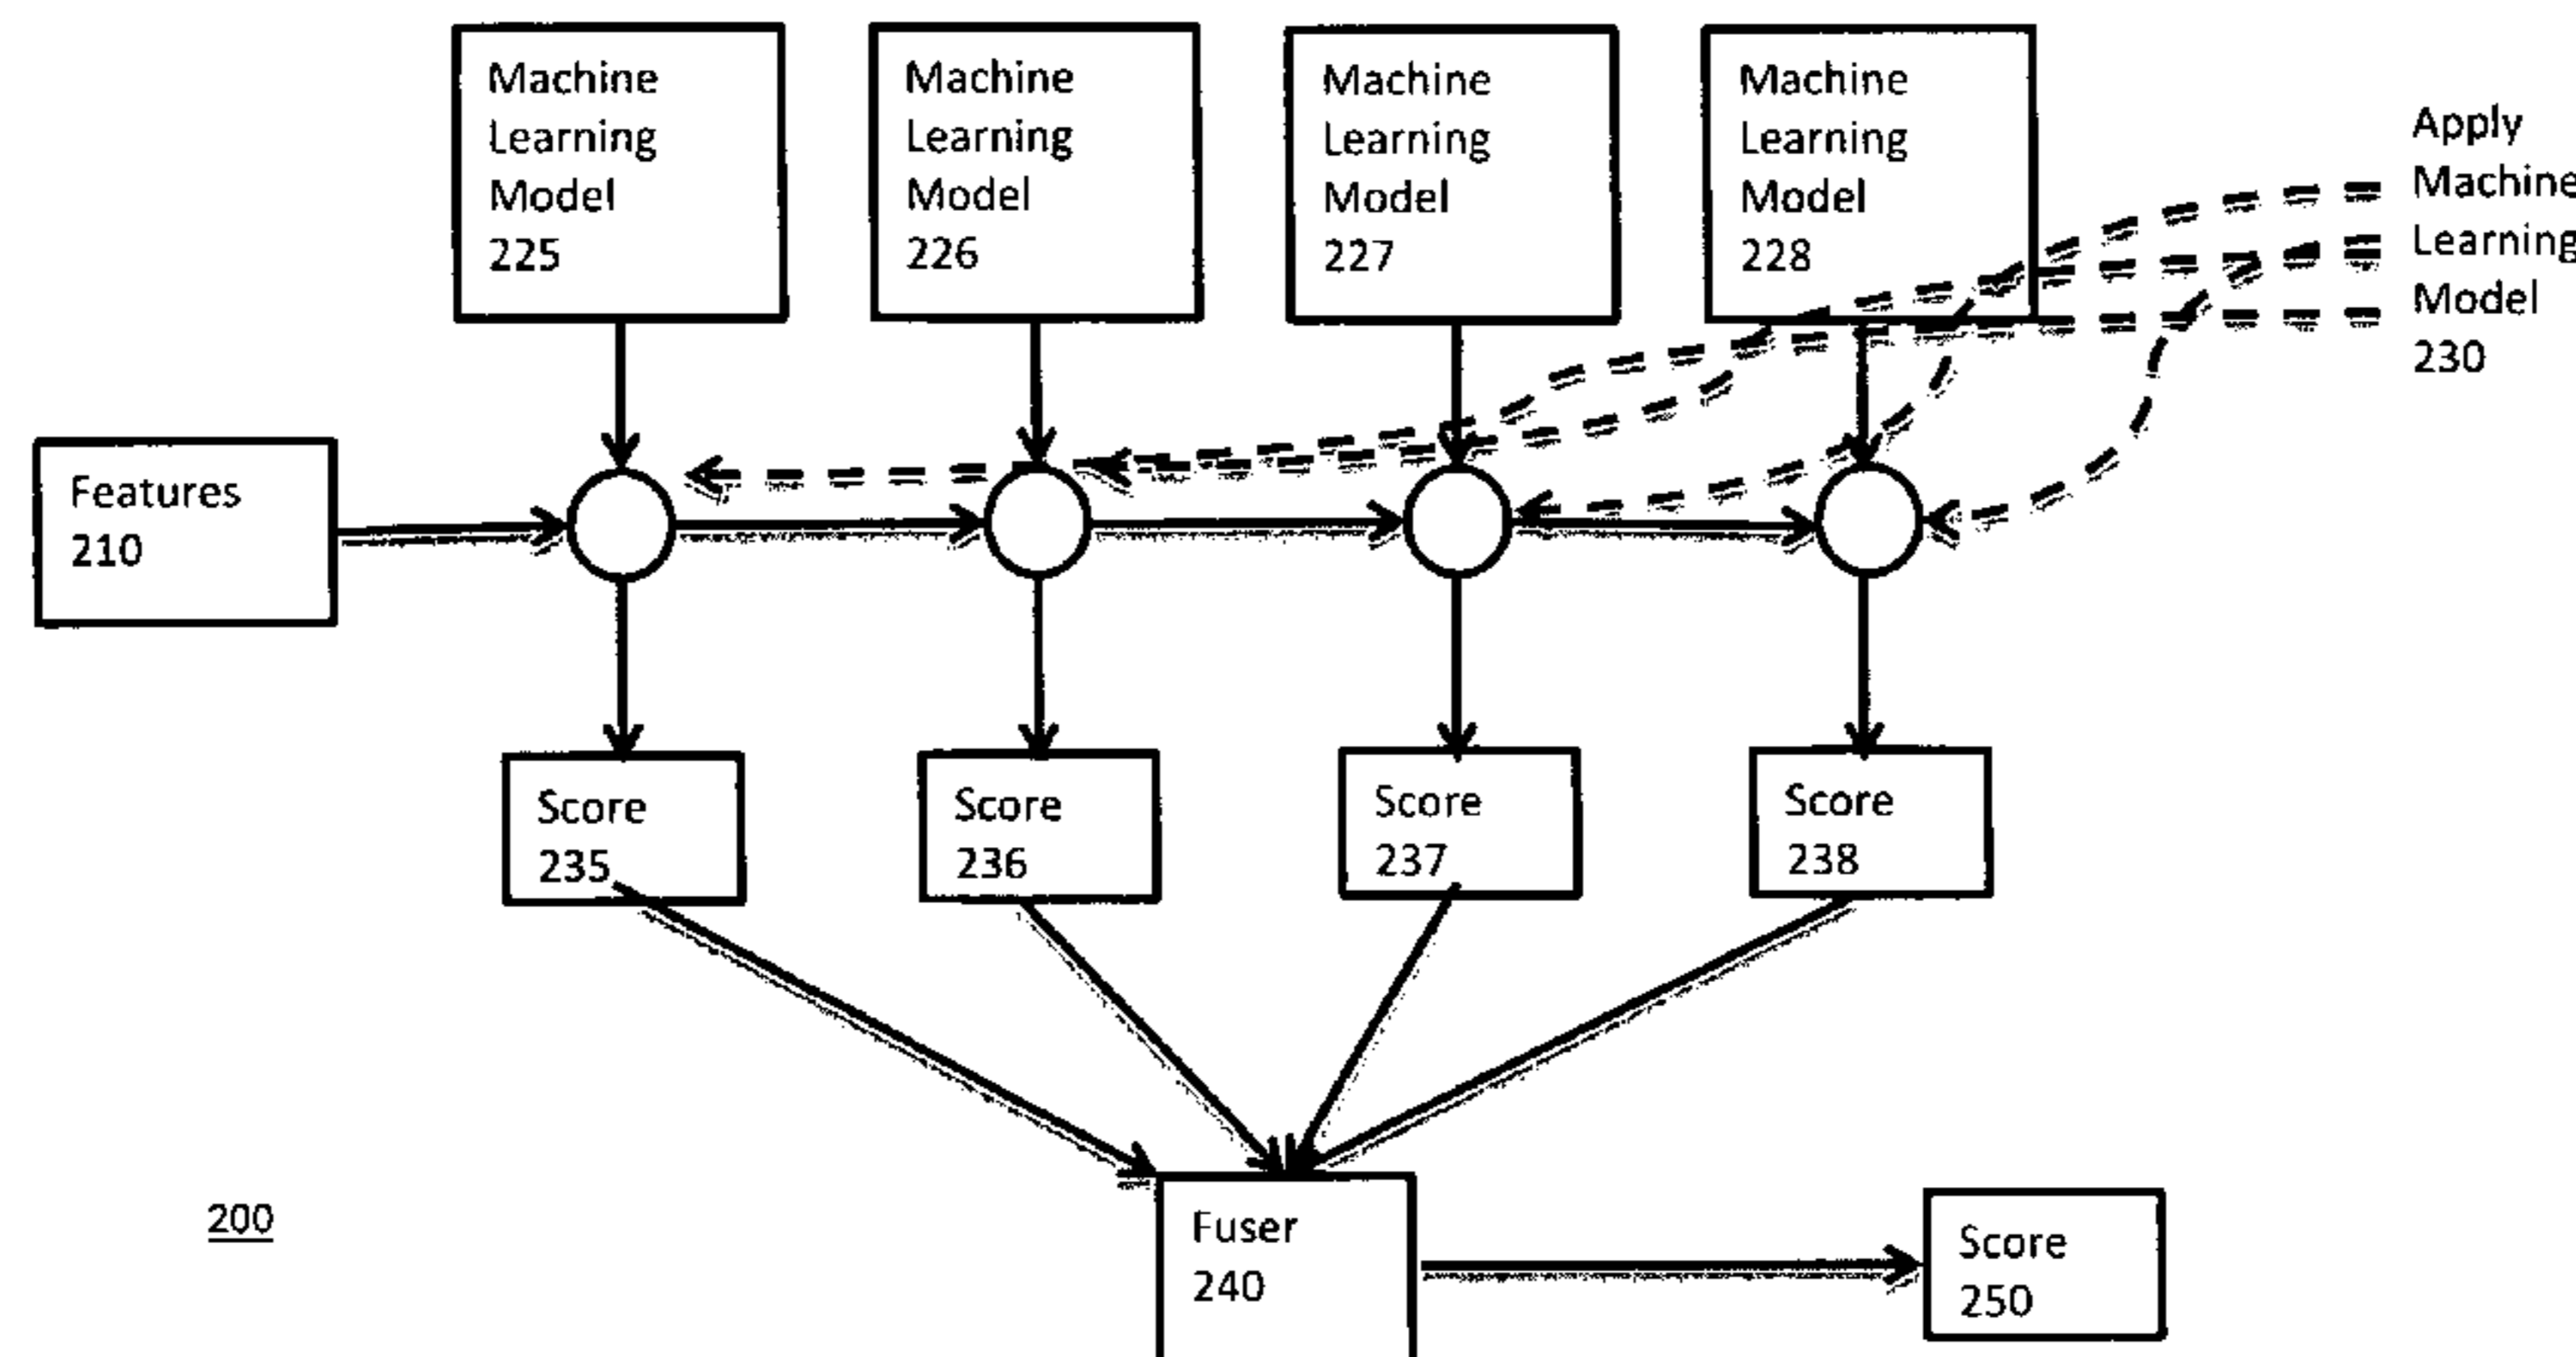 Machine
Learning
Model
225
Machine
Learning
Model
226
Machine
Learning
Model
227
Machine
Learning
Model
228
Apply
Machine
Learning
Model
230
Features
210
Score
235
Score
236
Score
237
Score
238
200
Fuser
240
Score
250